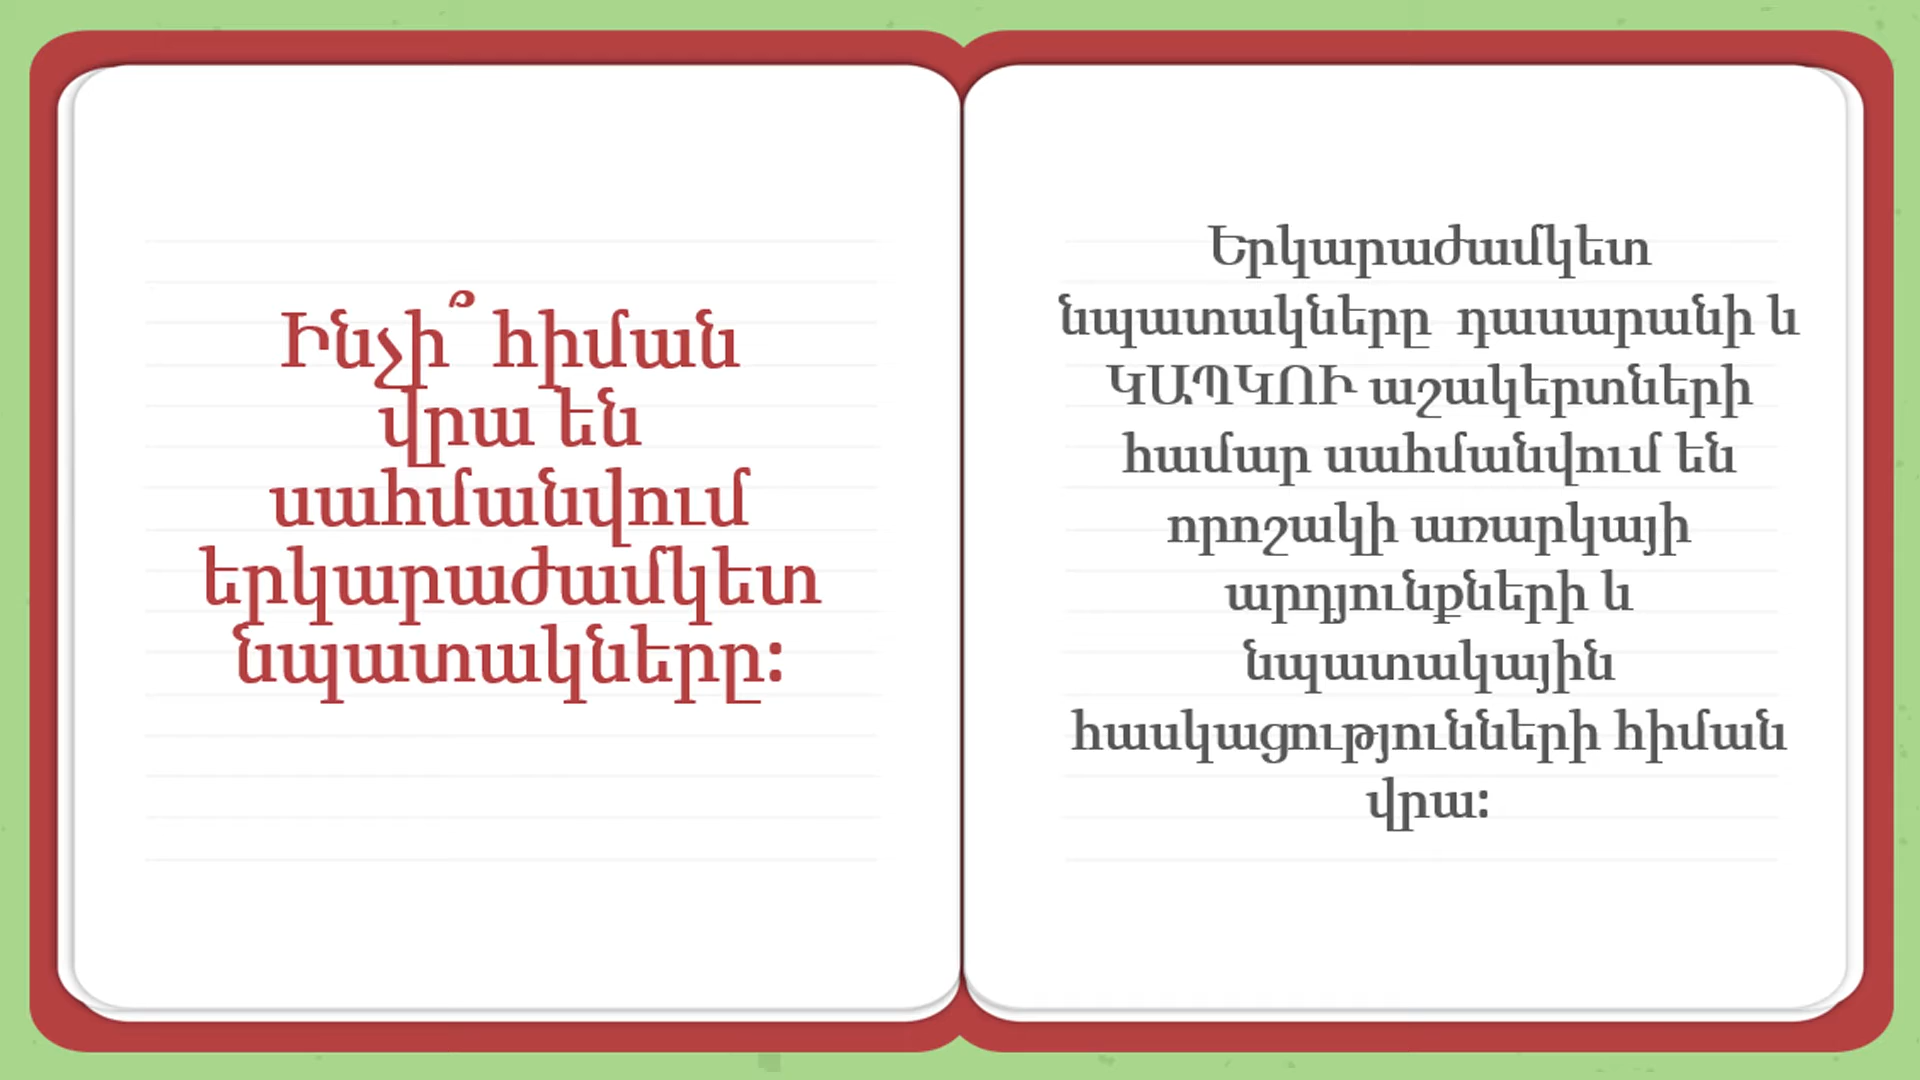 Ինչի՞ հիման
վրա են
սահմանվում
երկարաժամկետ
նպատակները:
Երկարաժամկետ
նպատակները դասարանի և
ԿԱՊԿՈՒ աշակերտների
համար սահմանվում են
որոշակի առարկայի
արդյունքների և
նպատակային
հասկացությունների հիման
վրա: